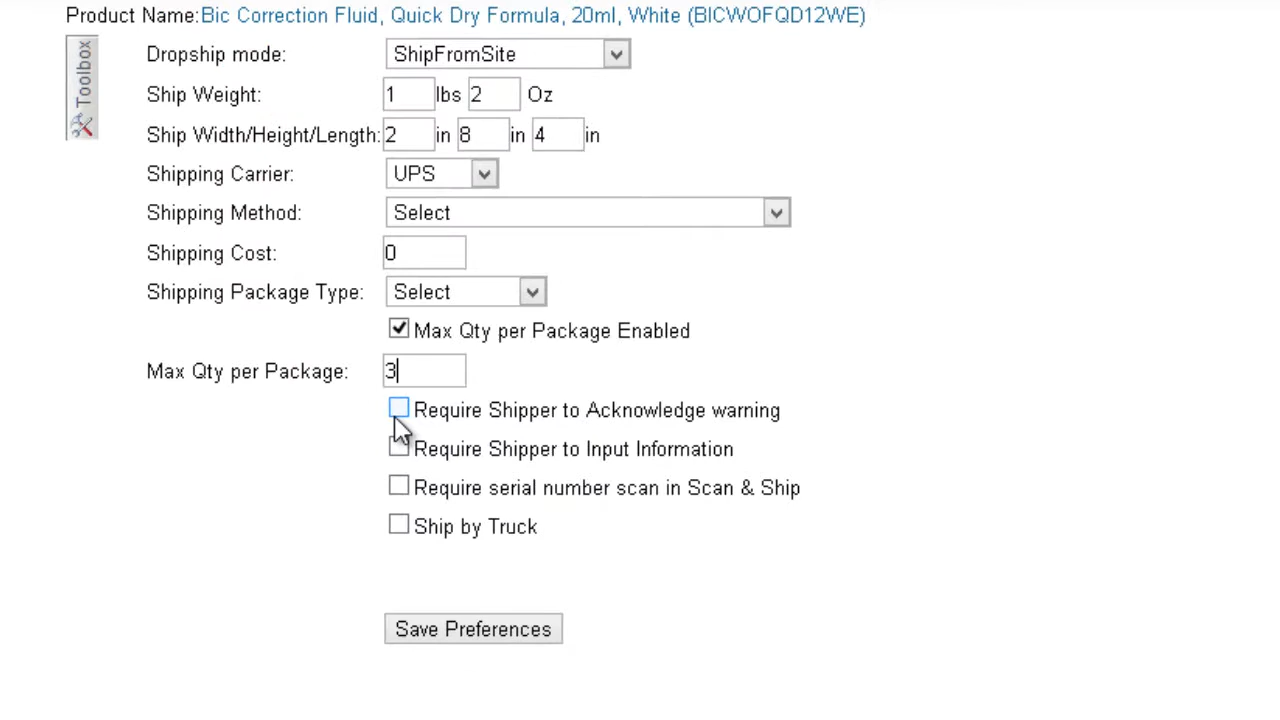 Product Name:Bic Correction Fluid, Quick Dry Formula, 20ml, White (BICWOFQD12WE)
Toolbox
Dropship mode: ShipFromSite
Ship Weight: 1 lbs 2 Oz
Ship Width/Height/Length: 2 in 8 in 4 in
Shipping Carrier: UPS
Shipping Method: Select
Shipping Cost: 0
Shipping Package Type: Select
Max Qty per Package Enabled
Max Qty per Package: 3
Require Shipper to Acknowledge warning
Require Shipper to Input Information
Require serial number scan in Scan & Ship
Ship by Truck
Save Preferences